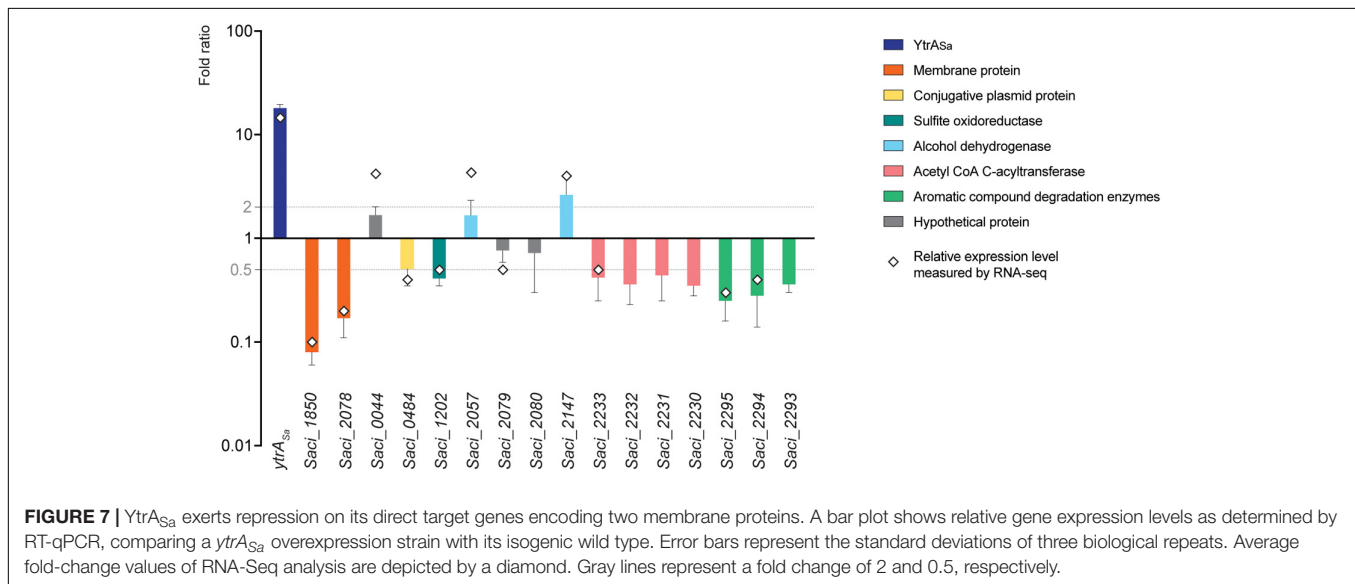 Fold ratio
100
10
2
1
0.5
0.1
0.01
ytrASa
Saci_1850
Saci_2078
Saci_0044
Saci_0484
Saci_1202
Saci_2057
Saci_2079
Saci_2080
Saci_2147
Saci_2233
Saci_2232
Saci_2231
Saci_2230
Saci_2295
Saci_2294
Saci_2293
YtrASa
Membrane protein
Conjugative plasmid protein
Sulfite oxidoreductase
Alcohol dehydrogenase
Acetyl CoA C-acyltransferase
Aromatic compound degradation enzymes
Hypothetical protein
Relative expression level
measured by RNA-seq
FIGURE 7 | YtrASa exerts repression on its direct target genes encoding two membrane proteins. A bar plot shows relative gene expression levels as determined by
RT-qPCR, comparing a ytrASa overexpression strain with its isogenic wild type. Error bars represent the standard deviations of three biological repeats. Average
fold-change values of RNA-Seq analysis are depicted by a diamond. Gray lines represent a fold change of 2 and 0.5, respectively.